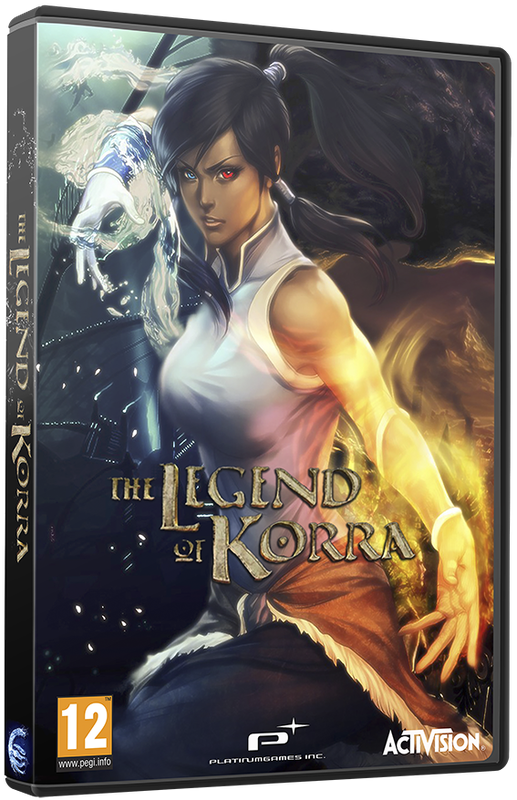 THE LEGEND
OF KORRA
THE LEGEND OF KORRA
12
www.pegi.info
P
PLATINUMGAMES INC.
ACTIVISION